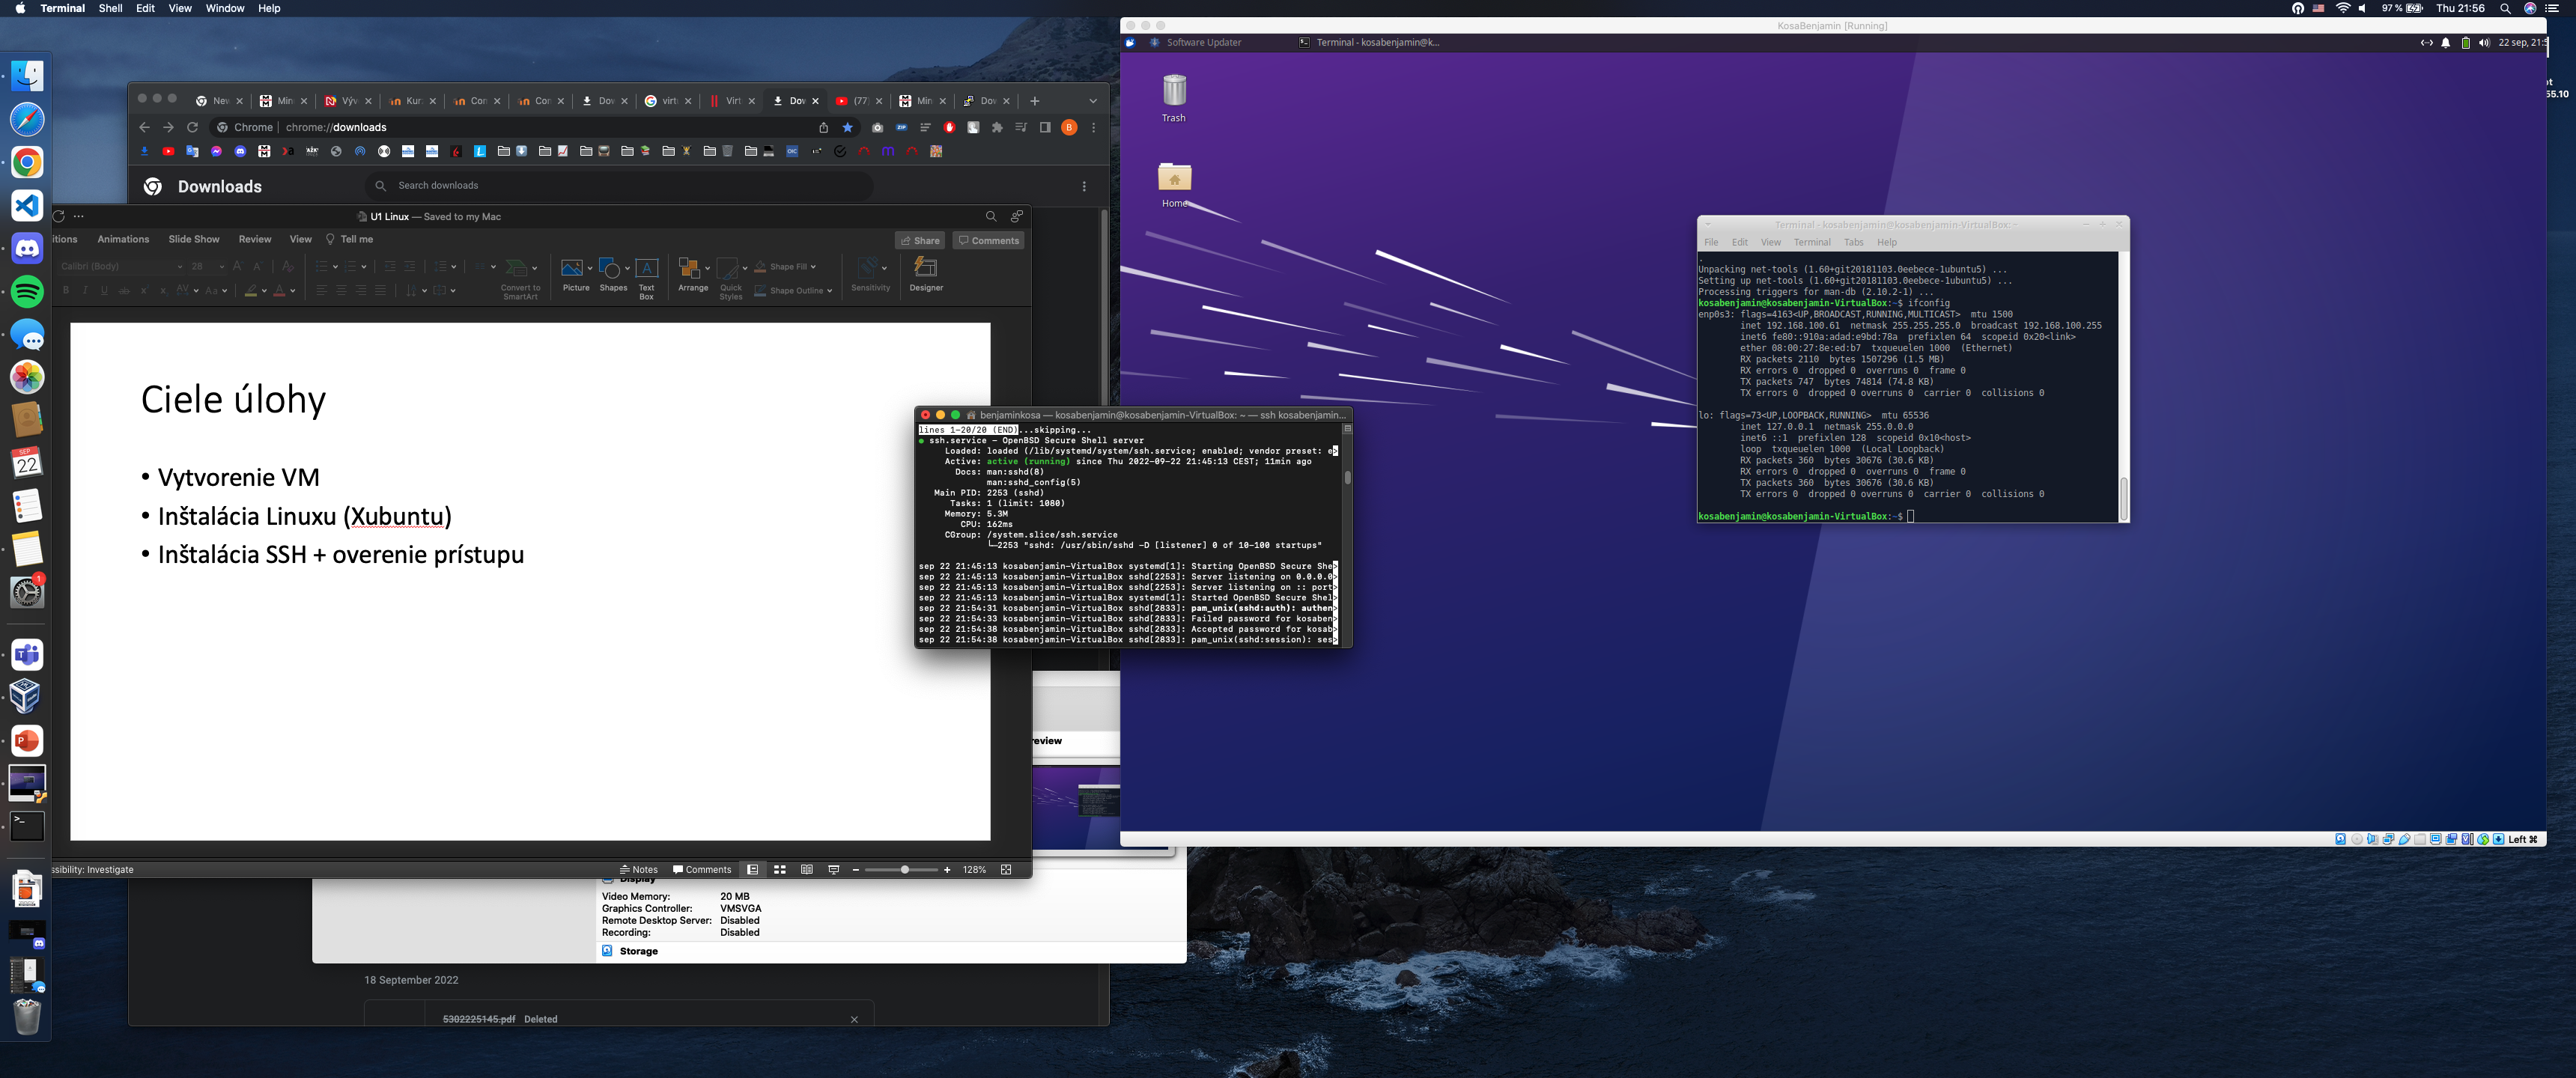 Terminal Shell Edit View Window Help
97 % Thu 21:56
KosaBenjamin [Running]
Software Updater
Terminal - kosabenjamin@k...
22 sep, 21:5
55.10
Trash
Home
New
Min
Výv
Kurz
Con
Con
Dov
virtu
Virt
Dov
(77)
Min
Dov
Chrome | chrome://downloads
Downloads
Search downloads
U1 Linux — Saved to my Mac
itions Animations Slide Show Review View Tell me
Share Comments
Calibri (Body) 28
Convert to SmartArt
Picture
Shapes
Text Box
Arrange
Quick Styles
Shape Fill
Shape Outline
Sensitivity
Designer
Ciele úlohy
• Vytvorenie VM
• Inštalácia Linuxu (Xubuntu)
• Inštalácia SSH + overenie prístupu
ssibility: Investigate
Notes Comments 128%
review
Display
Video Memory: 20 MB
Graphics Controller: VMSVGA
Remote Desktop Server: Disabled
Recording: Disabled
Storage
18 September 2022
5302225145.pdf Deleted
benjaminkosa — kosabenjamin@kosabenjamin-VirtualBox: ~ — ssh kosabenjamin...
lines 1-20/20 (END)...skipping...
● ssh.service – OpenBSD Secure Shell server
Loaded: loaded (/lib/systemd/system/ssh.service; enabled; vendor preset: e>
Active: active (running) since Thu 2022-09-22 21:45:13 CEST; 11min ago
Docs: man:sshd(8)
man:sshd_config(5)
Main PID: 2253 (sshd)
Tasks: 1 (limit: 1080)
Memory: 5.3M
CPU: 162ms
CGroup: /system.slice/ssh.service
└─2253 "sshd: /usr/sbin/sshd -D [listener] 0 of 10-100 startups"
sep 22 21:45:13 kosabenjamin-VirtualBox systemd[1]: Starting OpenBSD Secure She>
sep 22 21:45:13 kosabenjamin-VirtualBox sshd[2253]: Server listening on 0.0.0.0>
sep 22 21:45:13 kosabenjamin-VirtualBox sshd[2253]: Server listening on :: port>
sep 22 21:45:13 kosabenjamin-VirtualBox systemd[1]: Started OpenBSD Secure Shel>
sep 22 21:54:31 kosabenjamin-VirtualBox sshd[2833]: pam_unix(sshd:auth): authen>
sep 22 21:54:33 kosabenjamin-VirtualBox sshd[2833]: Failed password for kosaben>
sep 22 21:54:38 kosabenjamin-VirtualBox sshd[2833]: Accepted password for kosab>
sep 22 21:54:38 kosabenjamin-VirtualBox sshd[2833]: pam_unix(sshd:session): ses>
Terminal - kosabenjamin@kosabenjamin-VirtualBox: ~
File Edit View Terminal Tabs Help
.
Unpacking net-tools (1.60+git20181103.0eebece-1ubuntu5) ...
Setting up net-tools (1.60+git20181103.0eebece-1ubuntu5) ...
Processing triggers for man-db (2.10.2-1) ...
kosabenjamin@kosabenjamin-VirtualBox:~$ ifconfig
enp0s3: flags=4163<UP,BROADCAST,RUNNING,MULTICAST> mtu 1500
inet 192.168.100.61 netmask 255.255.255.0 broadcast 192.168.100.255
inet6 fe80::910a:adad:e9bd:78a prefixlen 64 scopeid 0x20<link>
ether 08:00:27:8e:ed:b7 txqueuelen 1000 (Ethernet)
RX packets 2110 bytes 1507296 (1.5 MB)
RX errors 0 dropped 0 overruns 0 frame 0
TX packets 747 bytes 74814 (74.8 KB)
TX errors 0 dropped 0 overruns 0 carrier 0 collisions 0
lo: flags=73<UP,LOOPBACK,RUNNING> mtu 65536
inet 127.0.0.1 netmask 255.0.0.0
inet6 ::1 prefixlen 128 scopeid 0x10<host>
loop txqueuelen 1000 (Local Loopback)
RX packets 360 bytes 30676 (30.6 KB)
RX errors 0 dropped 0 overruns 0 frame 0
TX packets 360 bytes 30676 (30.6 KB)
TX errors 0 dropped 0 overruns 0 carrier 0 collisions 0
kosabenjamin@kosabenjamin-VirtualBox:~$
Left ⌘
SEP
22
1